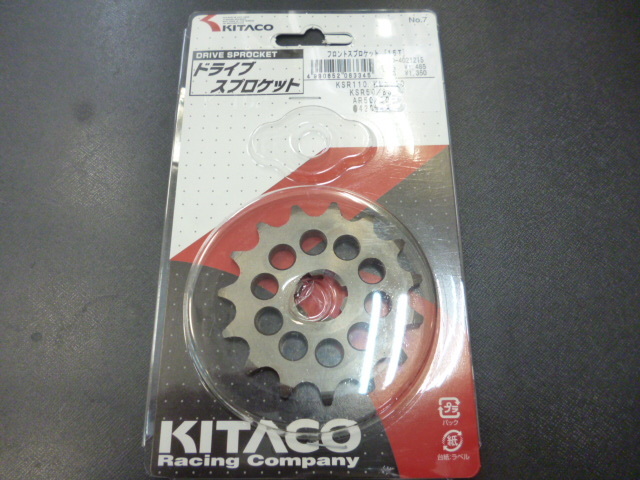 KITACO
No.7
DRIVE SPROCKET
ドライブ
スプロケット
フロントスプロケット
KSR110
¥1,350
KITACO
Racing Company
プラ
パック
紙
台紙・ラベル